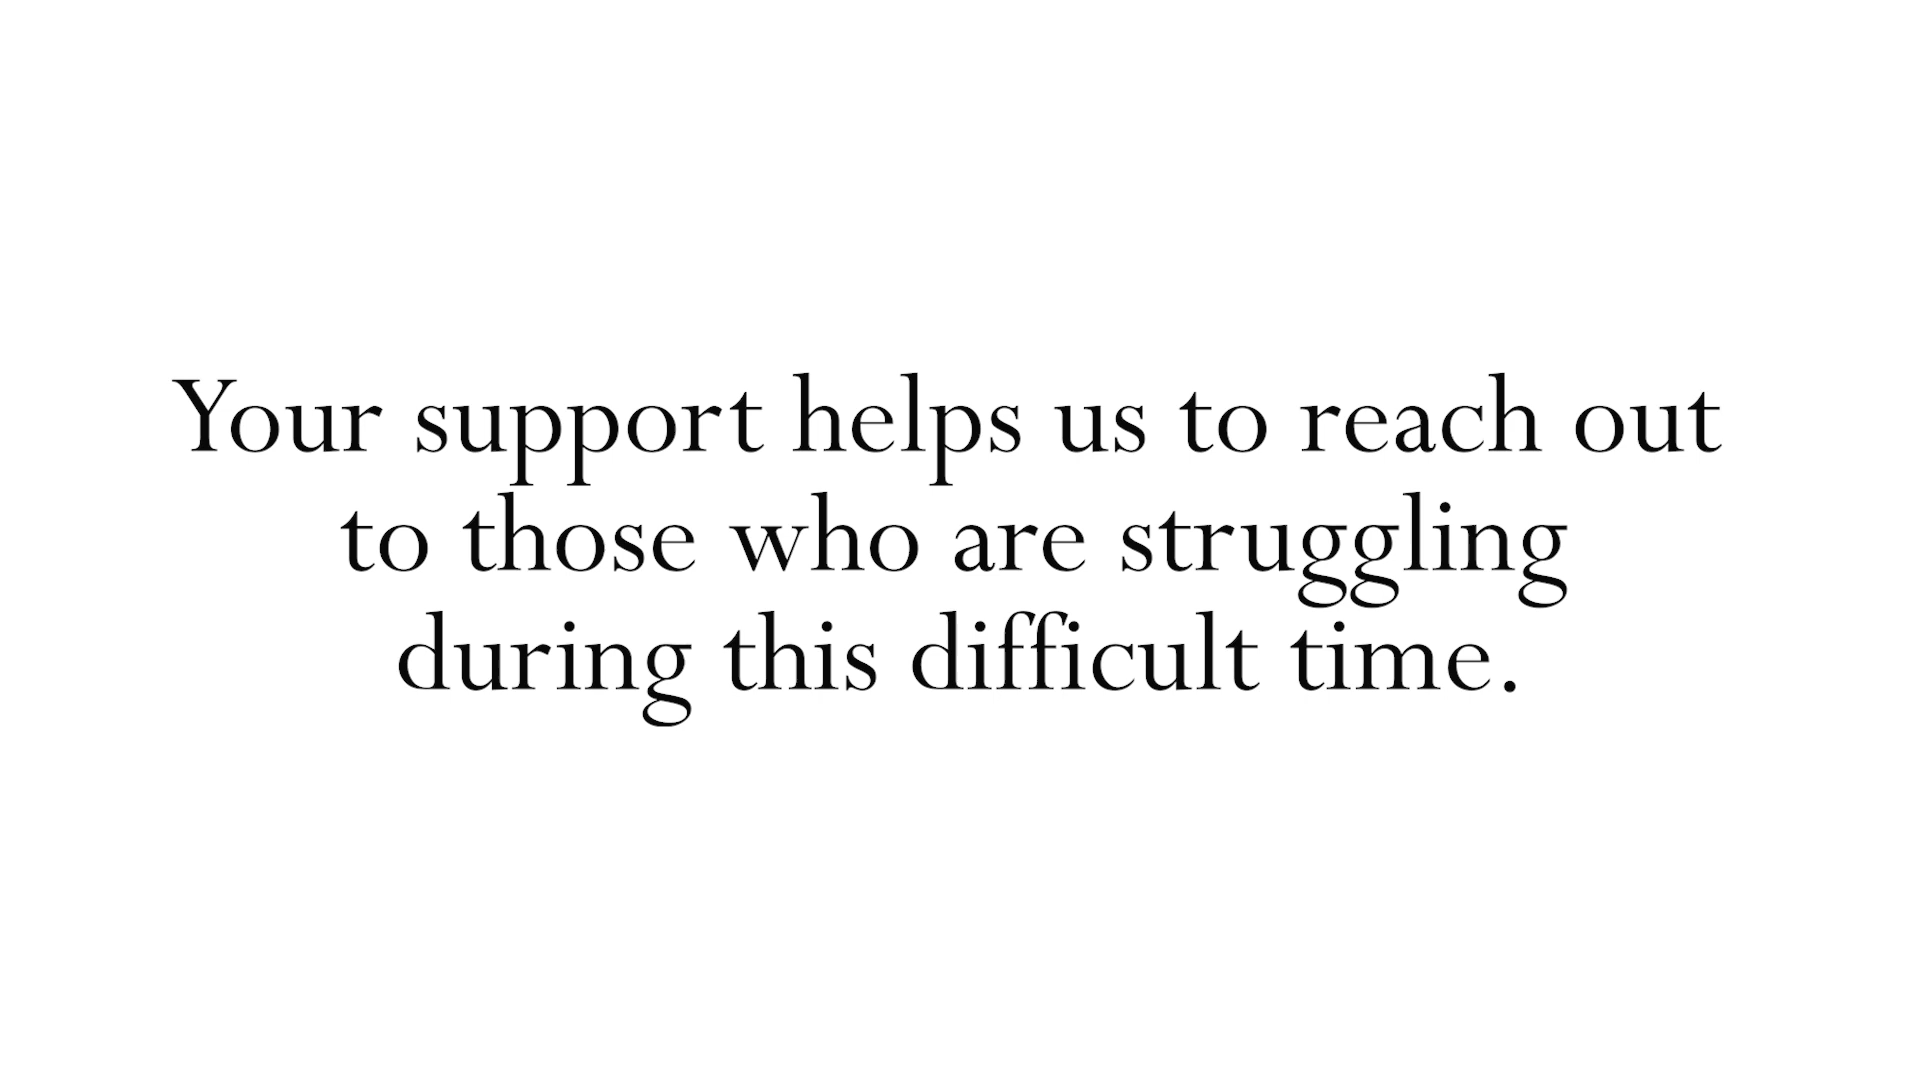 Your support helps us to reach out
to those who are struggling
during this difficult time.